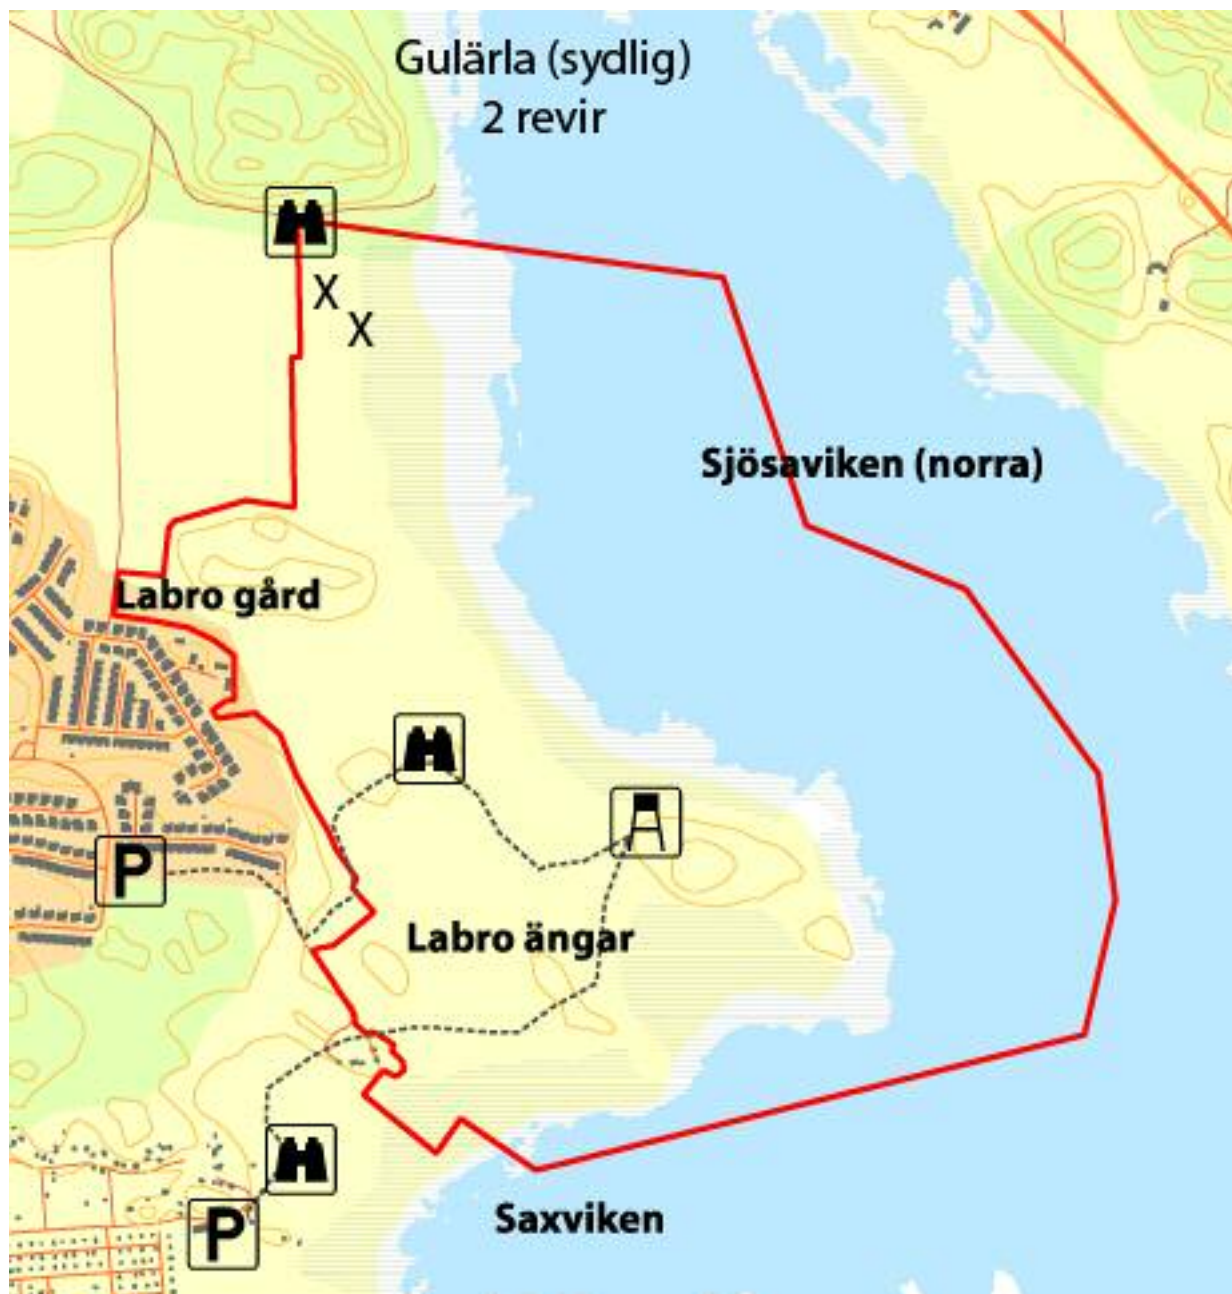 Gulärla (sydlig)
2 revir
X
X
Sjösaviken (norra)
Labro gård
P
Labro ängar
P
Saxviken